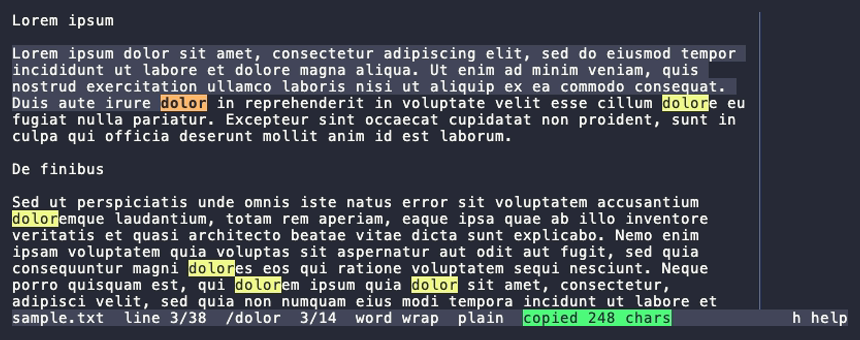 Lorem ipsum
Lorem ipsum dolor sit amet, consectetur adipiscing elit, sed do eiusmod tempor
incididunt ut labore et dolore magna aliqua. Ut enim ad minim veniam, quis
nostrud exercitation ullamco laboris nisi ut aliquip ex ea commodo consequat.
Duis aute irure dolor in reprehenderit in voluptate velit esse cillum dolore eu
fugiat nulla pariatur. Excepteur sint occaecat cupidatat non proident, sunt in
culpa qui officia deserunt mollit anim id est laborum.
De finibus
Sed ut perspiciatis unde omnis iste natus error sit voluptatem accusantium
doloremque laudantium, totam rem aperiam, eaque ipsa quae ab illo inventore
veritatis et quasi architecto beatae vitae dicta sunt explicabo. Nemo enim
ipsam voluptatem quia voluptas sit aspernatur aut odit aut fugit, sed quia
consequuntur magni dolores eos qui ratione voluptatem sequi nesciunt. Neque
porro quisquam est, qui dolorem ipsum quia dolor sit amet, consectetur,
adipisci velit, sed quia non numquam eius modi tempora incidunt ut labore et
sample.txt  line 3/38  /dolor  3/14  word wrap  plain  copied 248 chars  h help